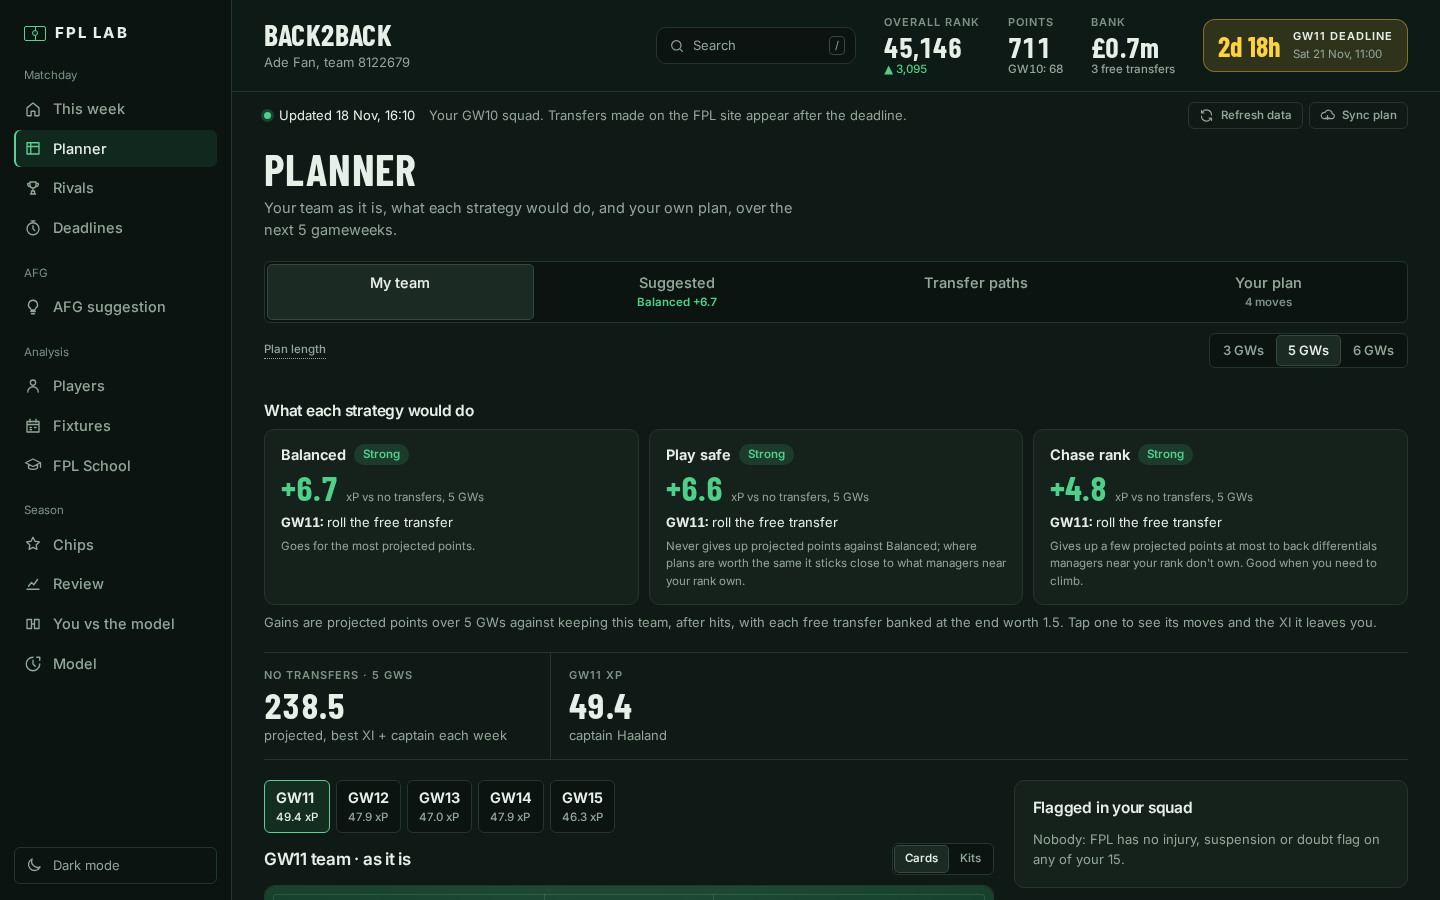 FPL LAB
Matchday
This week
Planner
Rivals
Deadlines
AFG
AFG suggestion
Analysis
Players
Fixtures
FPL School
Season
Chips
Review
You vs the model
Model
Dark mode
BACK2BACK
Ade Fan, team 8122679
Search /
OVERALL RANK
45,146
▲ 3,095
POINTS
711
GW10: 68
BANK
£0.7m
3 free transfers
2d 18h
GW11 DEADLINE
Sat 21 Nov, 11:00
Updated 18 Nov, 16:10 Your GW10 squad. Transfers made on the FPL site appear after the deadline.
Refresh data
Sync plan
PLANNER
Your team as it is, what each strategy would do, and your own plan, over the
next 5 gameweeks.
My team
Suggested
Balanced +6.7
Transfer paths
Your plan
4 moves
Plan length
3 GWs 5 GWs 6 GWs
What each strategy would do
Balanced Strong
+6.7 xP vs no transfers, 5 GWs
GW11: roll the free transfer
Goes for the most projected points.
Play safe Strong
+6.6 xP vs no transfers, 5 GWs
GW11: roll the free transfer
Never gives up projected points against Balanced; where
plans are worth the same it sticks close to what managers near
your rank own.
Chase rank Strong
+4.8 xP vs no transfers, 5 GWs
GW11: roll the free transfer
Gives up a few projected points at most to back differentials
managers near your rank don't own. Good when you need to
climb.
Gains are projected points over 5 GWs against keeping this team, after hits, with each free transfer banked at the end worth 1.5. Tap one to see its moves and the XI it leaves you.
NO TRANSFERS · 5 GWS
238.5
projected, best XI + captain each week
GW11 XP
49.4
captain Haaland
GW11
49.4 xP
GW12
47.9 xP
GW13
47.0 xP
GW14
47.9 xP
GW15
46.3 xP
GW11 team · as it is
Cards Kits
Flagged in your squad
Nobody: FPL has no injury, suspension or doubt flag on
any of your 15.